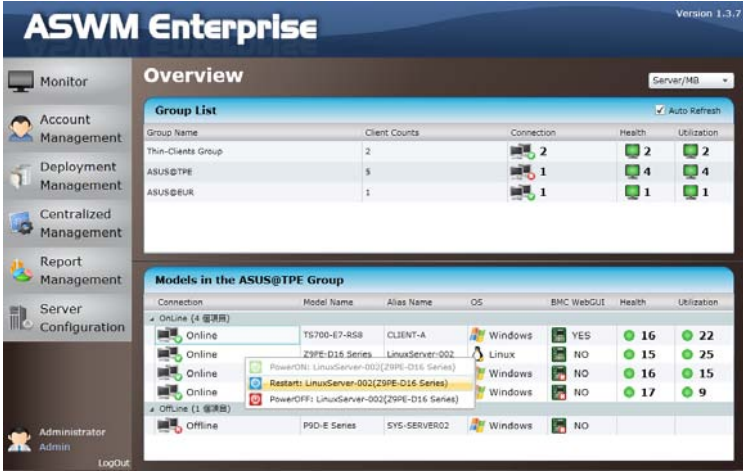 Version 1.3.7
ASWM Enterprise
Monitor
Account
Management
Deployment
Management
Centralized
Management
Report
Management
Server
Configuration
Administrator
Admin
LogOut
Overview
Server/MB
Group List
Auto Refresh
Group Name Client Counts Connection Health Utilization
Thin-Clients Group 2 2 2 2
ASUS@TPE 5 1 4 4
ASUS@EUR 1 1 1 1
Models in the ASUS@TPE Group
Connection Model Name Alias Name OS BMC WebGUI Health Utilization
OnLine (4 個項目)
Online TS700-E7-RS8 CLIENT-A Windows YES 16 22
Online Z9PE-D16 Series LinuxServer-002 Linux NO 15 25
Online Windows NO 16 15
Online Windows NO 17 9
PowerON: LinuxServer-002(Z9PE-D16 Series)
Restart: LinuxServer-002(Z9PE-D16 Series)
PowerOFF: LinuxServer-002(Z9PE-D16 Series)
OffLine (1 個項目)
Offline P9D-E Series SYS-SERVER02 Windows NO